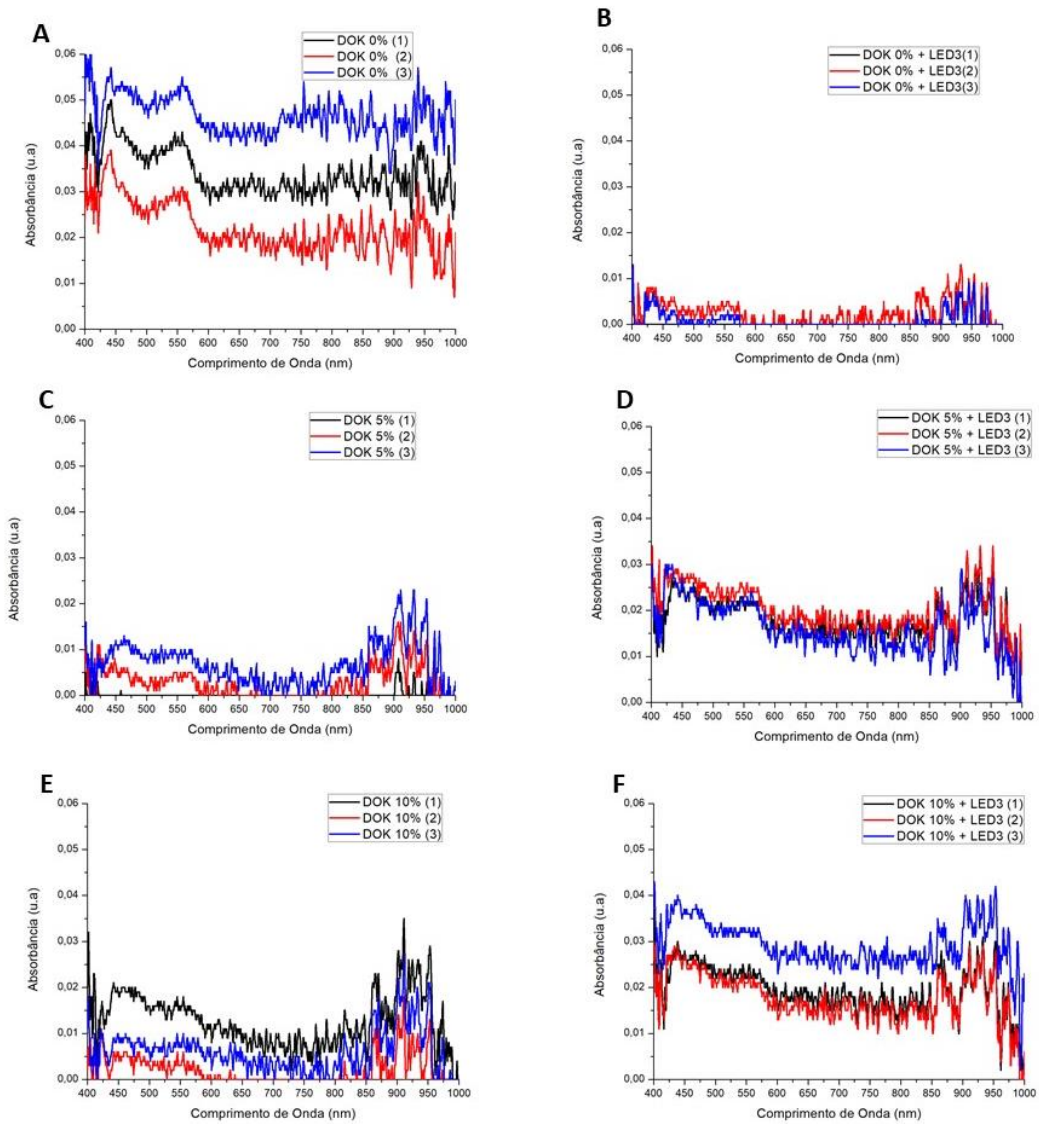 A
DOK 0% (1)
DOK 0% (2)
DOK 0% (3)
Absorbância (u.a)
0,06
0,05
0,04
0,03
0,02
0,01
0,00
400 450 500 550 600 650 700 750 800 850 900 950 1000
Comprimento de Onda (nm)
B
DOK 0% + LED3(1)
DOK 0% + LED3(2)
DOK 0% + LED3(3)
Absorbância (u.a)
0,06
0,05
0,04
0,03
0,02
0,01
0,00
400 450 500 550 600 650 700 750 800 850 900 950 1000
Comprimento de Onda (nm)
C
DOK 5% (1)
DOK 5% (2)
DOK 5% (3)
Absorbância (u.a)
0,06
0,05
0,04
0,03
0,02
0,01
0,00
400 450 500 550 600 650 700 750 800 850 900 950 1000
Comprimento de Onda (nm)
D
DOK 5% + LED3 (1)
DOK 5% + LED3 (2)
DOK 5% + LED3 (3)
Absorbância (u.a)
0,06
0,05
0,04
0,03
0,02
0,01
0,00
400 450 500 550 600 650 700 750 800 850 900 950 1000
Comprimento de Onda (nm)
E
DOK 10% (1)
DOK 10% (2)
DOK 10% (3)
Absorbância (u.a)
0,06
0,05
0,04
0,03
0,02
0,01
0,00
400 450 500 550 600 650 700 750 800 850 900 950 1000
Comprimento de Onda (nm)
F
DOK 10% + LED3 (1)
DOK 10% + LED3 (2)
DOK 10% + LED3 (3)
Absorbância (u.a)
0,06
0,05
0,04
0,03
0,02
0,01
0,00
400 450 500 550 600 650 700 750 800 850 900 950 1000
Comprimento de Onda (nm)